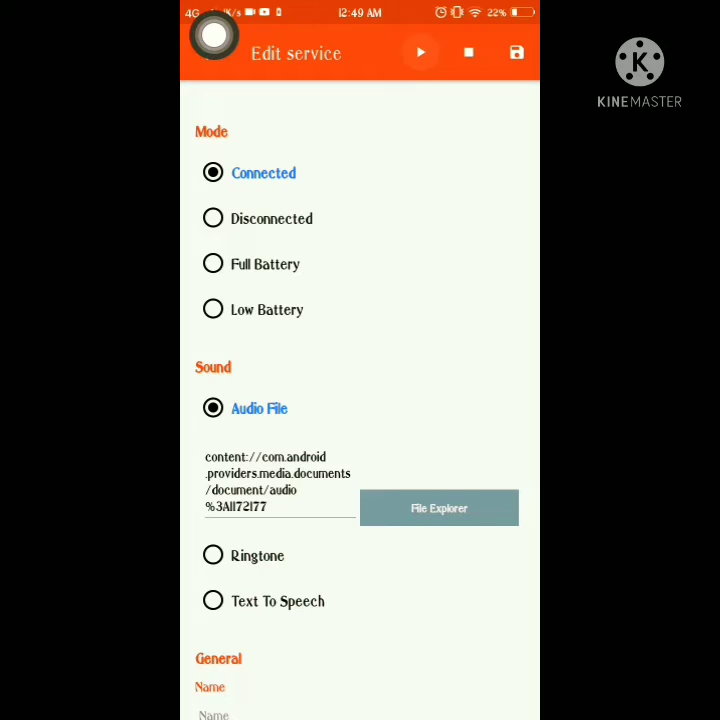 4G
K/s
12:49 AM
22%
Edit service
K
KINEMASTER
Mode
Connected
Disconnected
Full Battery
Low Battery
Sound
Audio File
content://com.android
.providers.media.documents
/document/audio
%3A1172177
File Explorer
Ringtone
Text To Speech
General
Name
Name